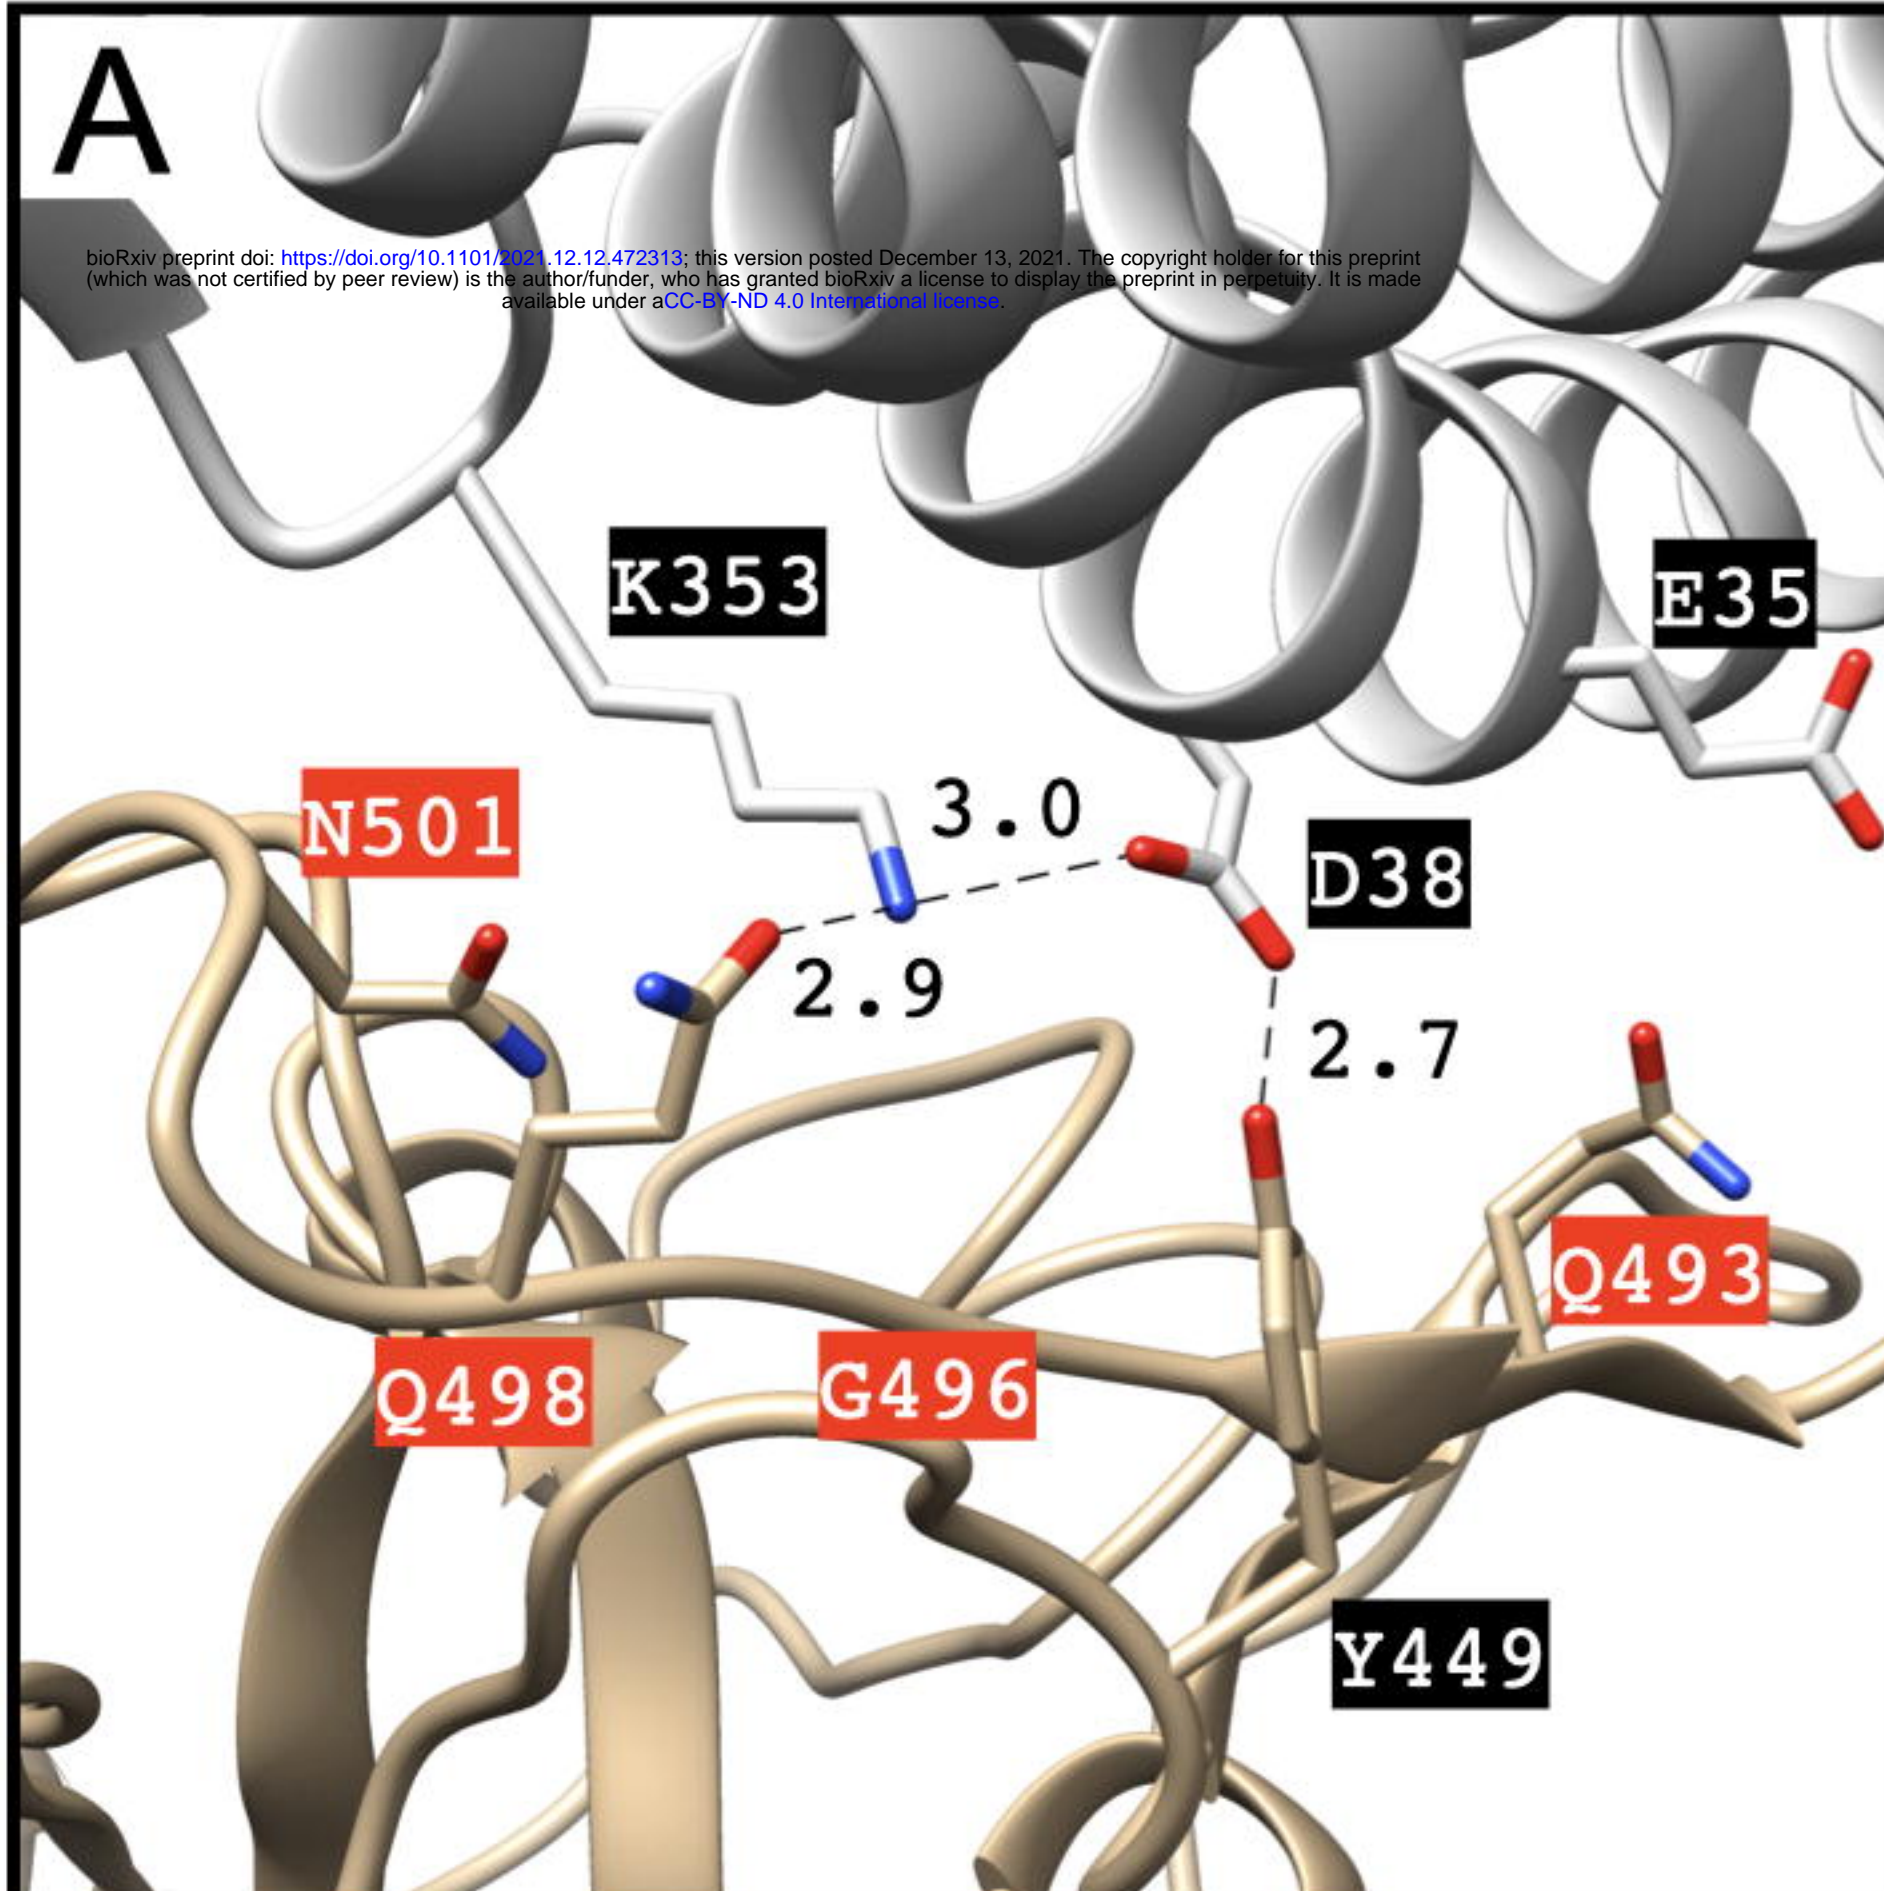 A
bioRxiv preprint doi: https://doi.org/10.1101/2021.12.12.472313; this version posted December 13, 2021. The copyright holder for this preprint
(which was not certified by peer review) is the author/funder, who has granted bioRxiv a license to display the preprint in perpetuity. It is made
available under aCC-BY-ND 4.0 International license.
K353
E35
N501
3.0
D38
2.9
2.7
Q493
Q498
G496
Y449